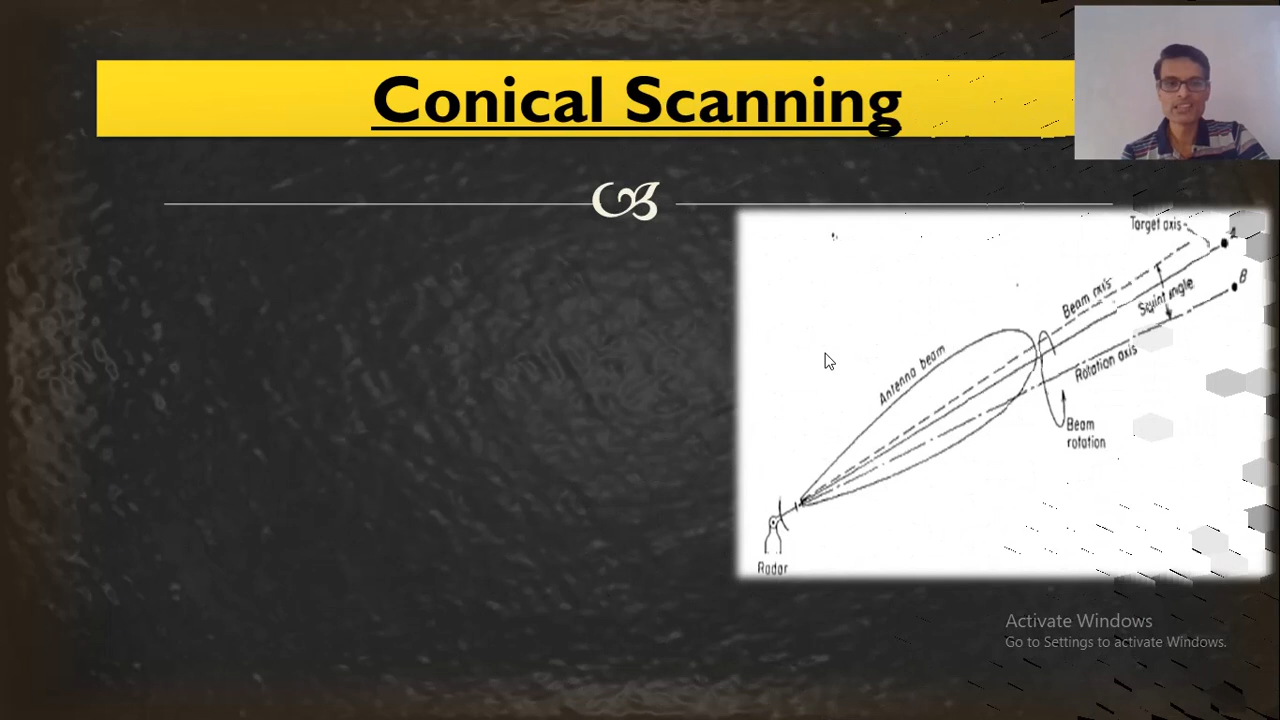 Conical Scanning
Target axis
A
B
Beam axis
Squint angle
Antenna beam
Rotation axis
Beam
rotation
Radar
Activate Windows
Go to Settings to activate Windows.